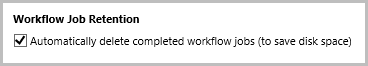 Workflow Job Retention
Automatically delete completed workflow jobs (to save disk space)